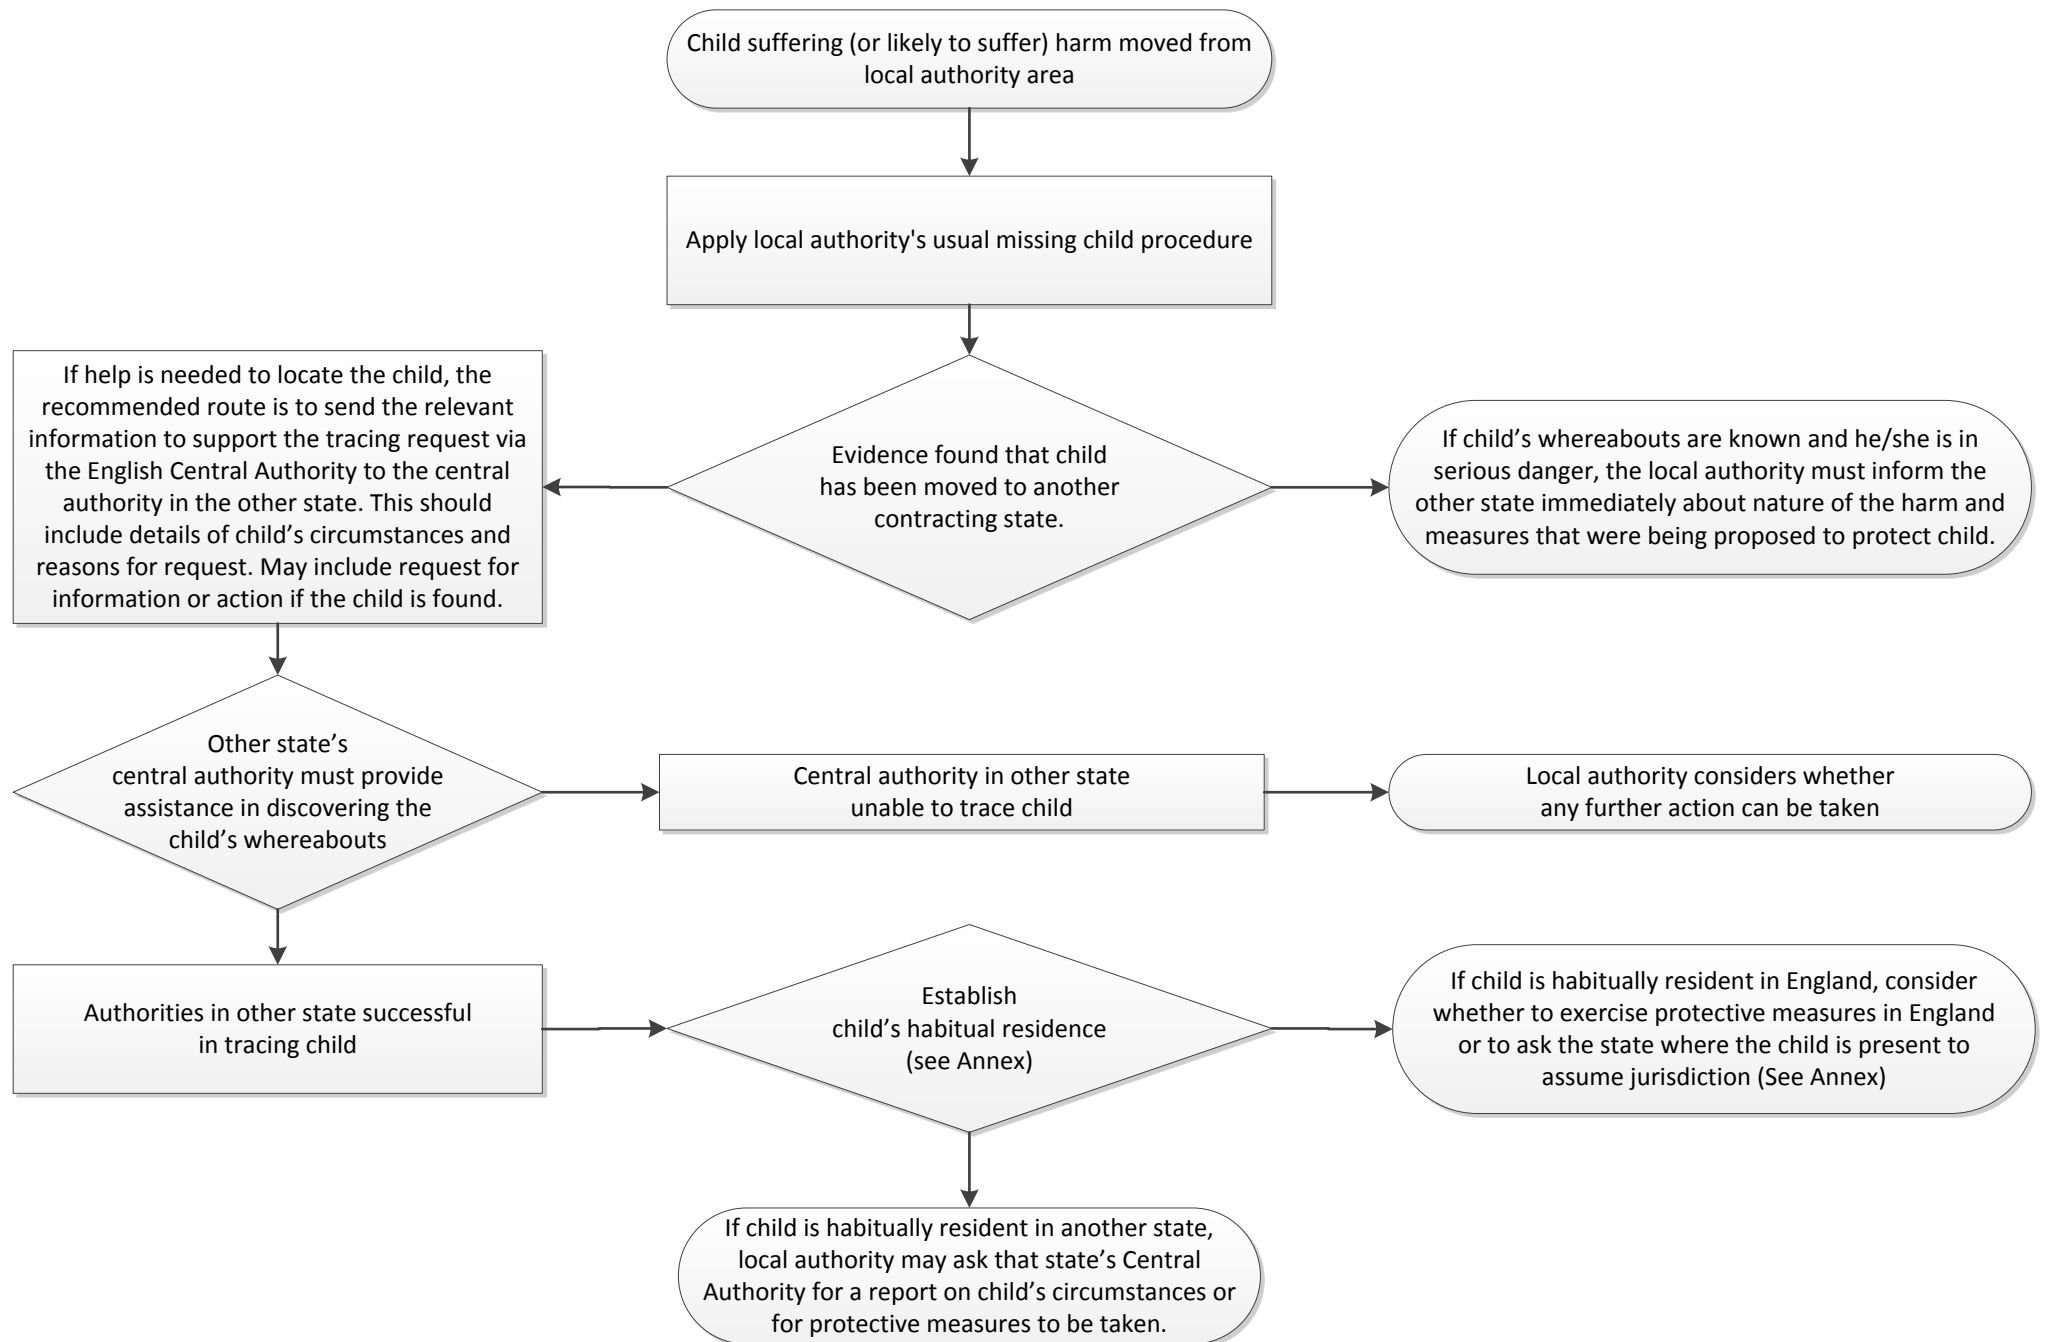 Child suffering (or likely to suffer) harm moved from
local authority area
Apply local authority's usual missing child procedure
If help is needed to locate the child, the
recommended route is to send the relevant
information to support the tracing request via
the English Central Authority to the central
authority in the other state. This should
include details of child’s circumstances and
reasons for request. May include request for
information or action if the child is found.
Evidence found that child
has been moved to another
contracting state.
If child’s whereabouts are known and he/she is in
serious danger, the local authority must inform the
other state immediately about nature of the harm and
measures that were being proposed to protect child.
Other state’s
central authority must provide
assistance in discovering the
child’s whereabouts
Central authority in other state
unable to trace child
Local authority considers whether
any further action can be taken
Authorities in other state successful
in tracing child
Establish
child’s habitual residence
(see Annex)
If child is habitually resident in England, consider
whether to exercise protective measures in England
or to ask the state where the child is present to
assume jurisdiction (See Annex)
If child is habitually resident in another state,
local authority may ask that state’s Central
Authority for a report on child’s circumstances or
for protective measures to be taken.